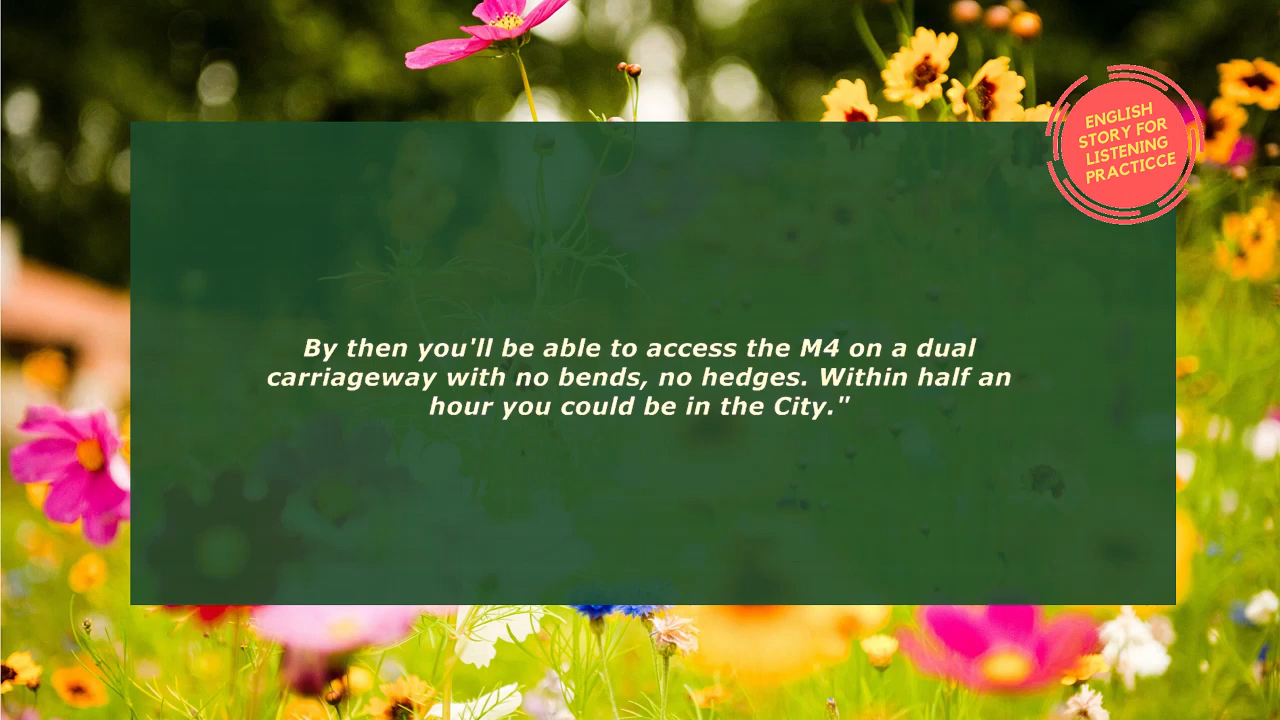 ENGLISH
STORY FOR
LISTENING
PRACTICCE
By then you'll be able to access the M4 on a dual
carriageway with no bends, no hedges. Within half an
hour you could be in the City."